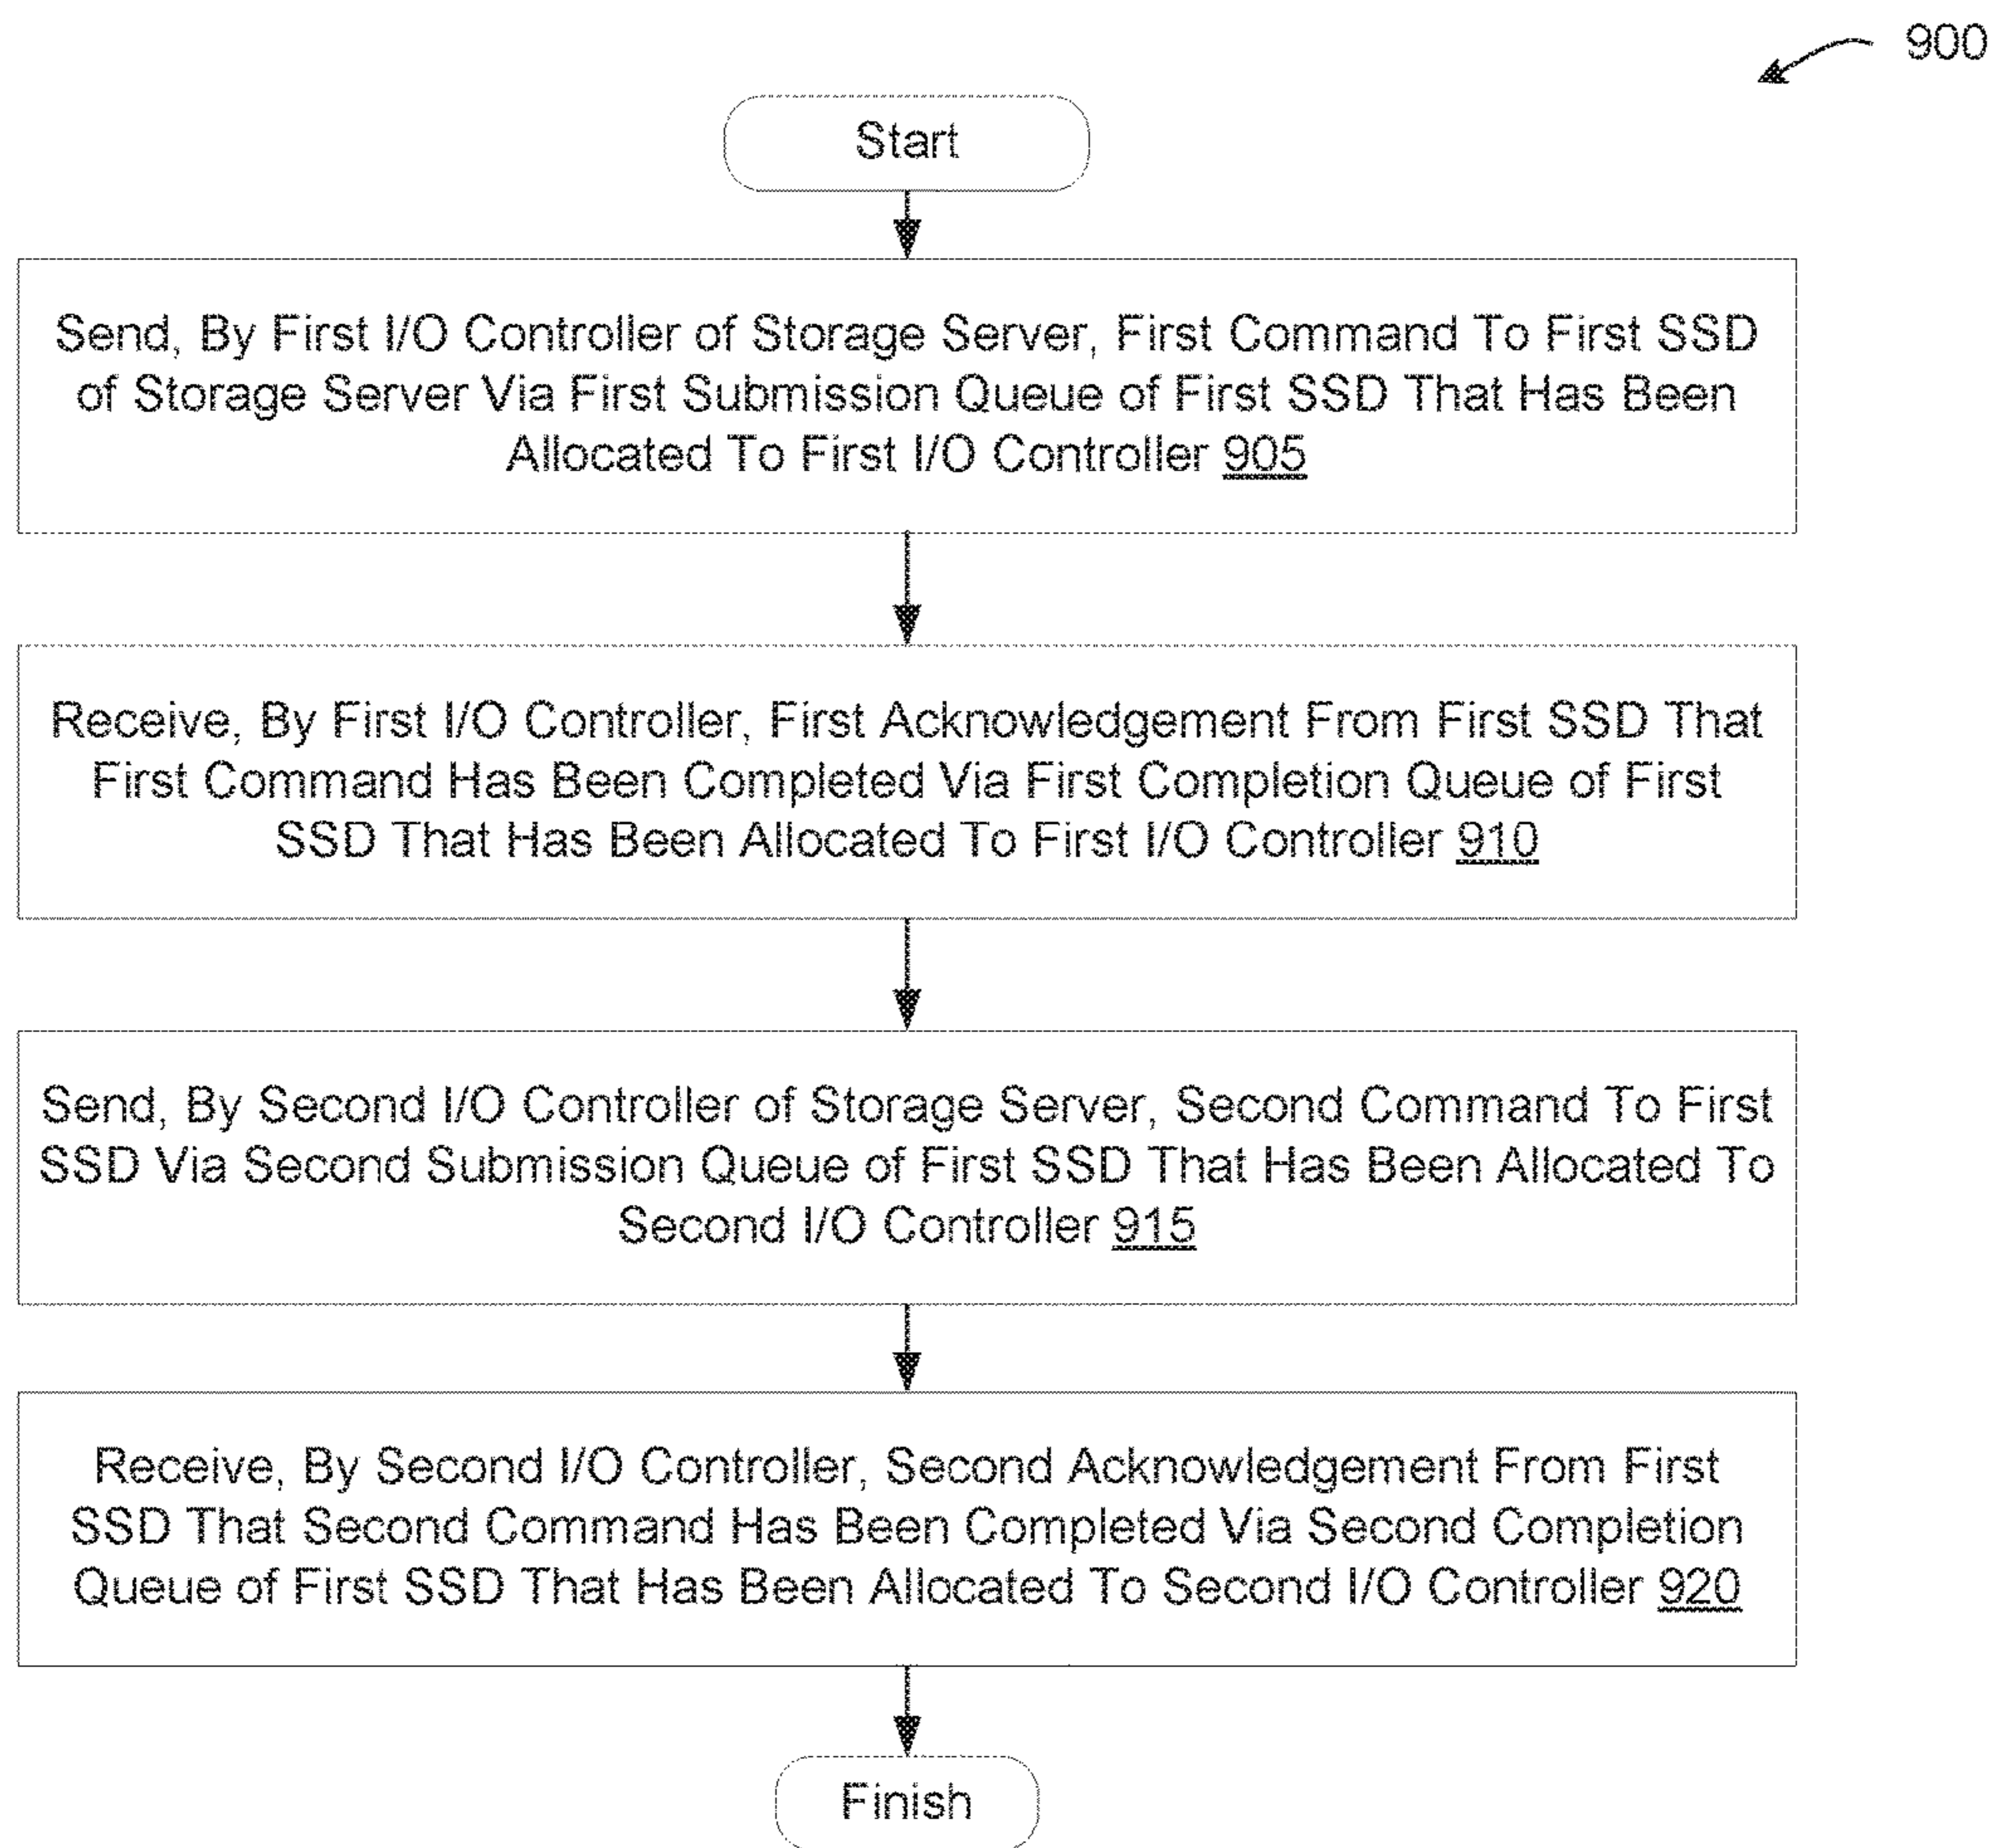 900
Start
Send, By First I/O Controller of Storage Server, First Command To First SSD
of Storage Server Via First Submission Queue of First SSD That Has Been
Allocated To First I/O Controller 905
Receive, By First I/O Controller, First Acknowledgement From First SSD That
First Command Has Been Completed Via First Completion Queue of First
SSD That Has Been Allocated To First I/O Controller 910
Send, By Second I/O Controller of Storage Server, Second Command To First
SSD Via Second Submission Queue of First SSD That Has Been Allocated To
Second I/O Controller 915
Receive, By Second I/O Controller, Second Acknowledgement From First
SSD That Second Command Has Been Completed Via Second Completion
Queue of First SSD That Has Been Allocated To Second I/O Controller 920
Finish